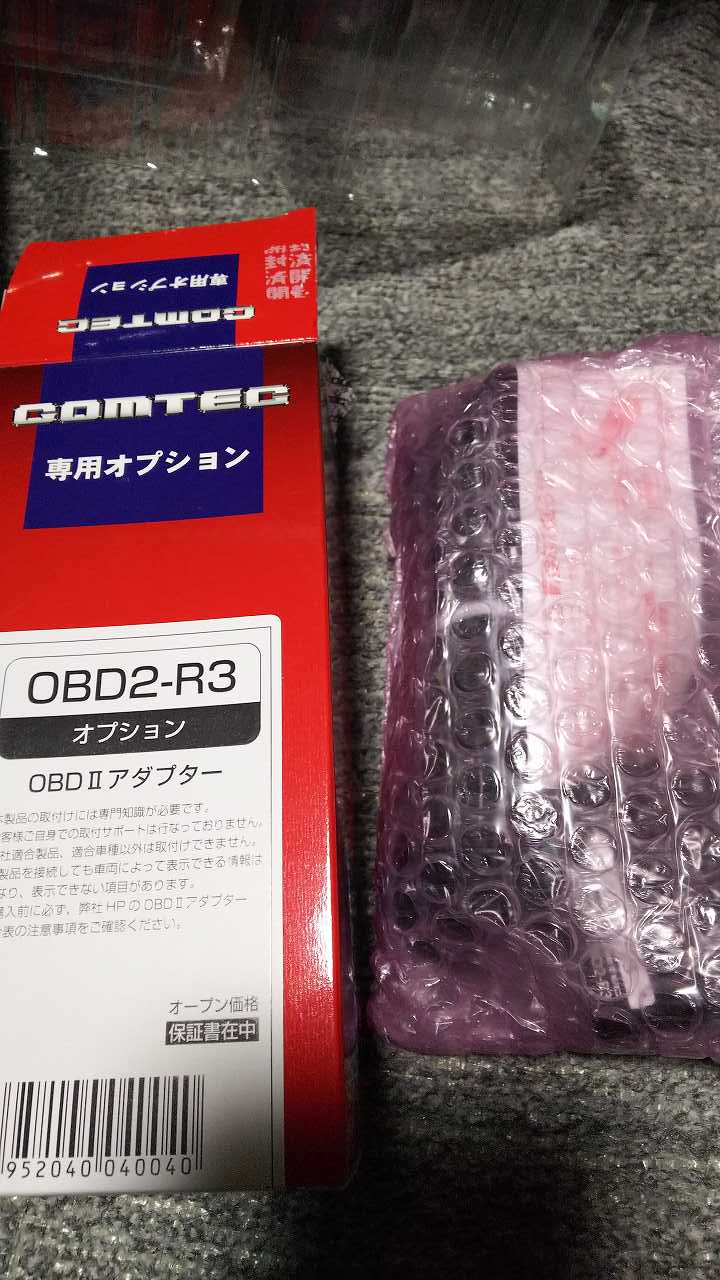 専用オプション
COMTEC
COMTEC
専用オプション
OBD2-R3
オプション
OBDⅡアダプター
本製品の取付けには専門知識が必要です。
客様ご自身での取付サポートは行なっておりません。
社適合製品、適合車種以外は取付けできません。
製品を接続しても車両によって表示できる情報は
なり、表示できない項目があります。
購入前に必ず、弊社HPのOBDⅡアダプター
合表の注意事項をご確認ください。
オープン価格
保証書在中
952040 040040